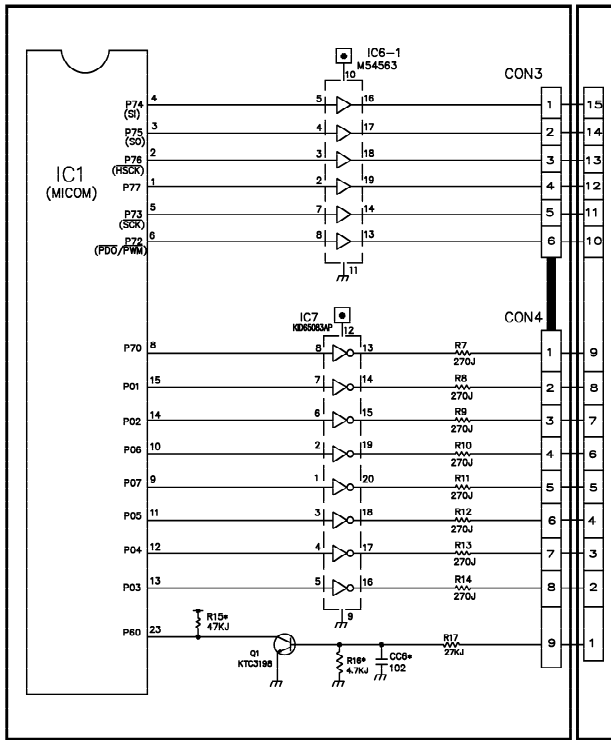 IC6-1
M54563
10
CON3
P74 4 5 16 1 15
(SI)
P75 3 4 17 2 14
(SO)
P76 2 3 18 3 13
(HSCK)
IC1
(MICOM)
P77 1 2 19 4 12
P73 5 7 14 5 11
(SCK)
P72 6 8 13 6 10
(PDO/PWM)
11
IC7
KID65083AP
12
CON4
P70 8 8 13 R7 1 9
270J
P01 15 7 14 R8 2 8
270J
P02 14 6 15 R9 3 7
270J
P06 10 2 19 R10 4 6
270J
P07 9 1 20 R11 5 5
270J
P05 11 3 18 R12 6 4
270J
P04 12 4 17 R13 7 3
270J
P03 13 5 16 R14 8 2
270J
9
R15*
47KJ
P60 23 R17 9 1
27KJ
Q1
KTC3198
R16*
4.7KJ
CC6*
102